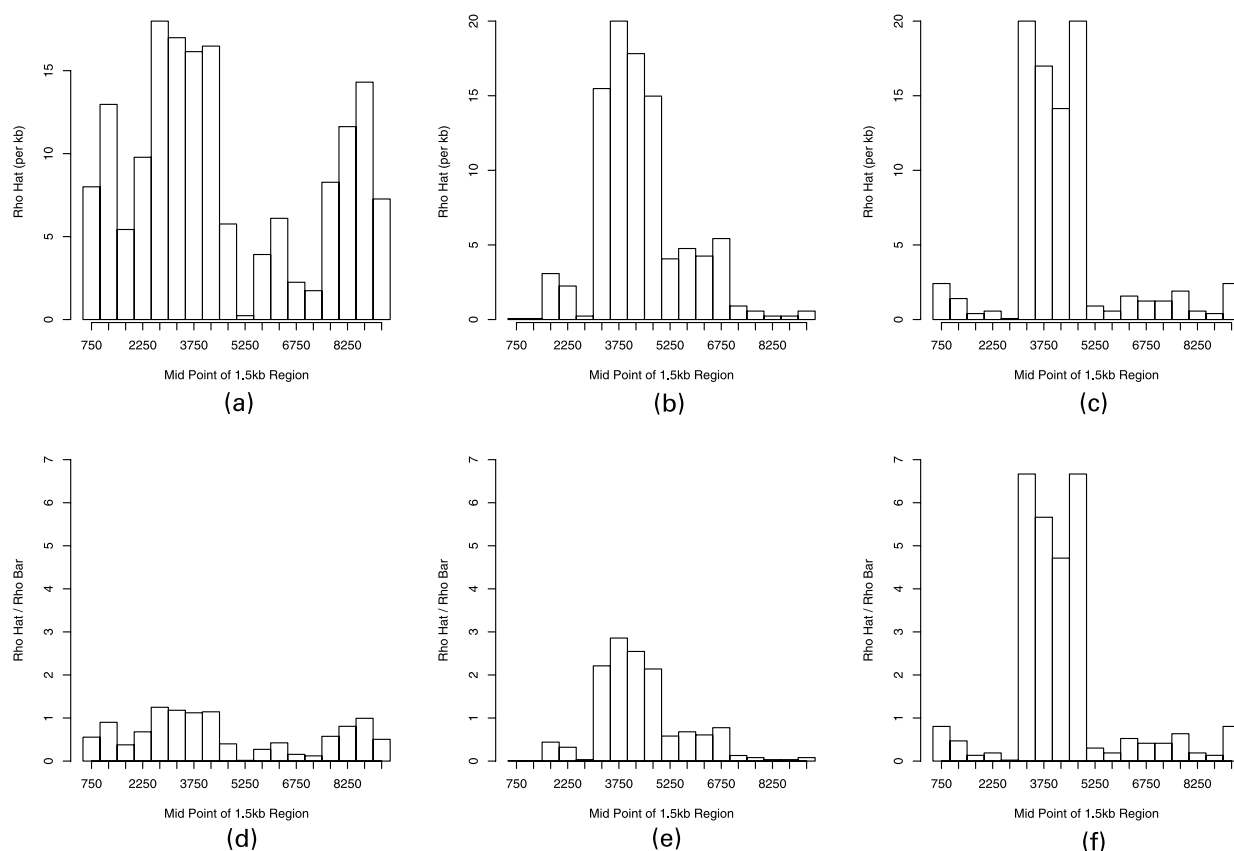 Rho Hat (per kb)
0 5 10 15
750 2250 3750 5250 6750 8250
Mid Point of 1.5kb Region
(a)
Rho Hat (per kb)
0 5 10 15 20
750 2250 3750 5250 6750 8250
Mid Point of 1.5kb Region
(b)
Rho Hat (per kb)
0 5 10 15 20
750 2250 3750 5250 6750 8250
Mid Point of 1.5kb Region
(c)
Rho Hat / Rho Bar
0 1 2 3 4 5 6 7
750 2250 3750 5250 6750 8250
Mid Point of 1.5kb Region
(d)
Rho Hat / Rho Bar
0 1 2 3 4 5 6 7
750 2250 3750 5250 6750 8250
Mid Point of 1.5kb Region
(e)
Rho Hat / Rho Bar
0 1 2 3 4 5 6 7
750 2250 3750 5250 6750 8250
Mid Point of 1.5kb Region
(f)